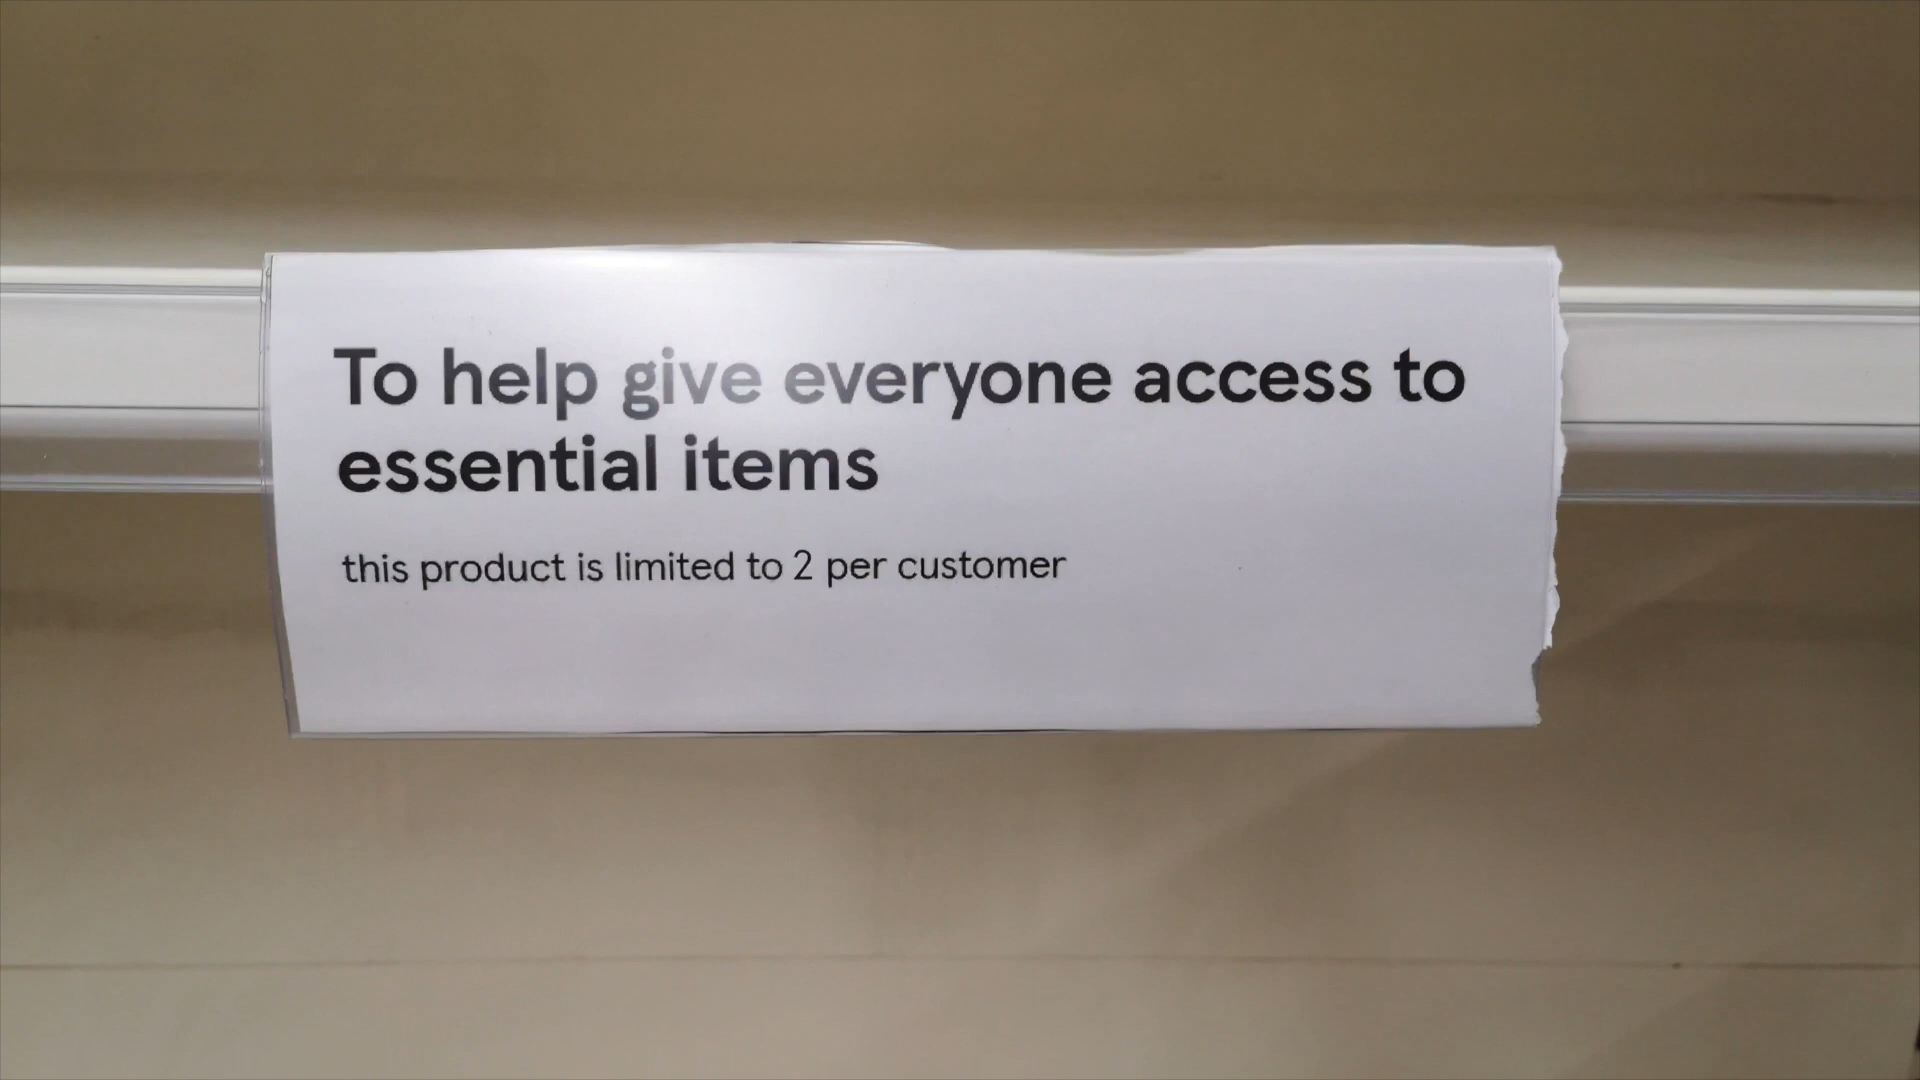 To help give everyone access to
essential items
this product is limited to 2 per customer